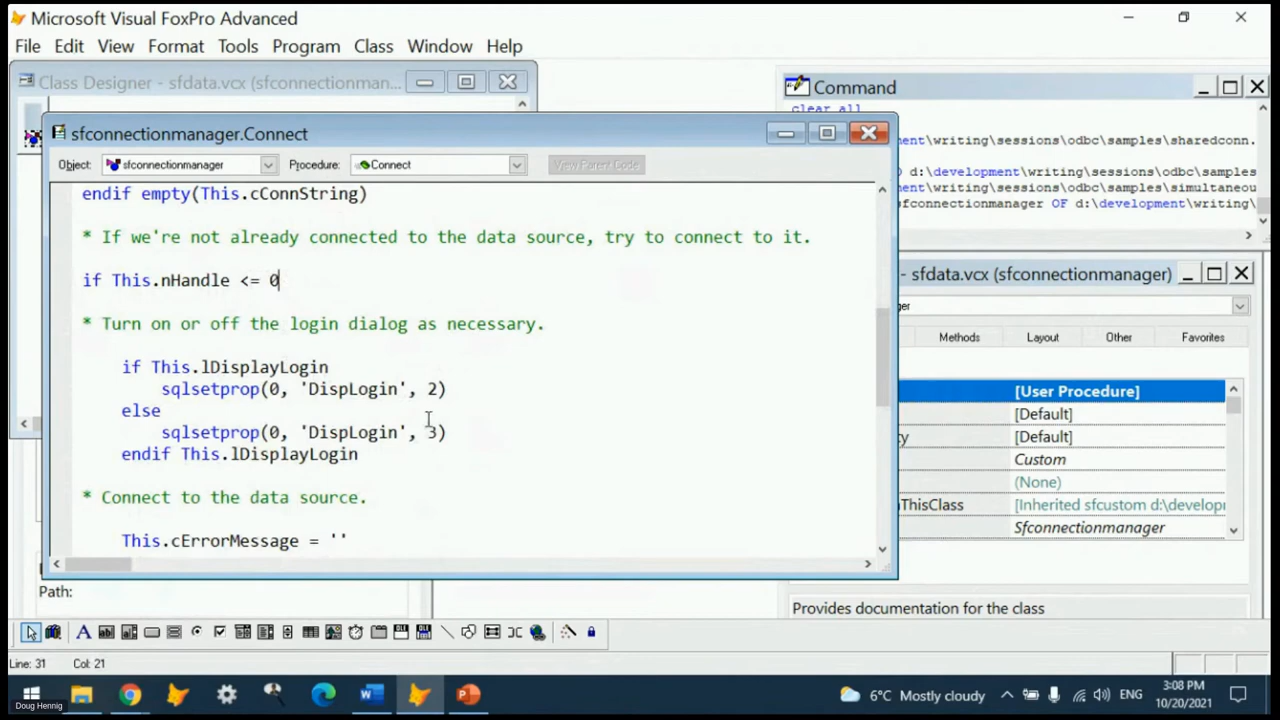 Microsoft Visual FoxPro Advanced
File Edit View Format Tools Program Class Window Help
Class Designer - sfdata.vcx (sfconnectionman...
Command
clear all
sfconnectionmanager.Connect
ment\writing\sessions\odbc\samples\sharedconn.
Object: sfconnectionmanager Procedure: Connect View Parent Code
O d:\development\writing\sessions\odbc\samples
ment\writing\sessions\odbc\samples\simultaneou
sfconnectionmanager OF d:\development\writing\
endif empty(This.cConnString)
* If we're not already connected to the data source, try to connect to it.
if This.nHandle <= 0
- sfdata.vcx (sfconnectionmanager)
ger
* Turn on or off the login dialog as necessary.
Methods Layout Other Favorites
if This.lDisplayLogin
sqlsetprop(0, 'DispLogin', 2)
else
sqlsetprop(0, 'DispLogin', 3)
endif This.lDisplayLogin
* Connect to the data source.
This.cErrorMessage = ''
[User Procedure]
[Default]
ty [Default]
Custom
(None)
nThisClass [Inherited sfcustom d:\develop
Sfconnectionmanager
Path:
Provides documentation for the class
Line: 31 Col: 21
6°C Mostly cloudy ENG 3:08 PM
10/20/2021
Doug Hennig